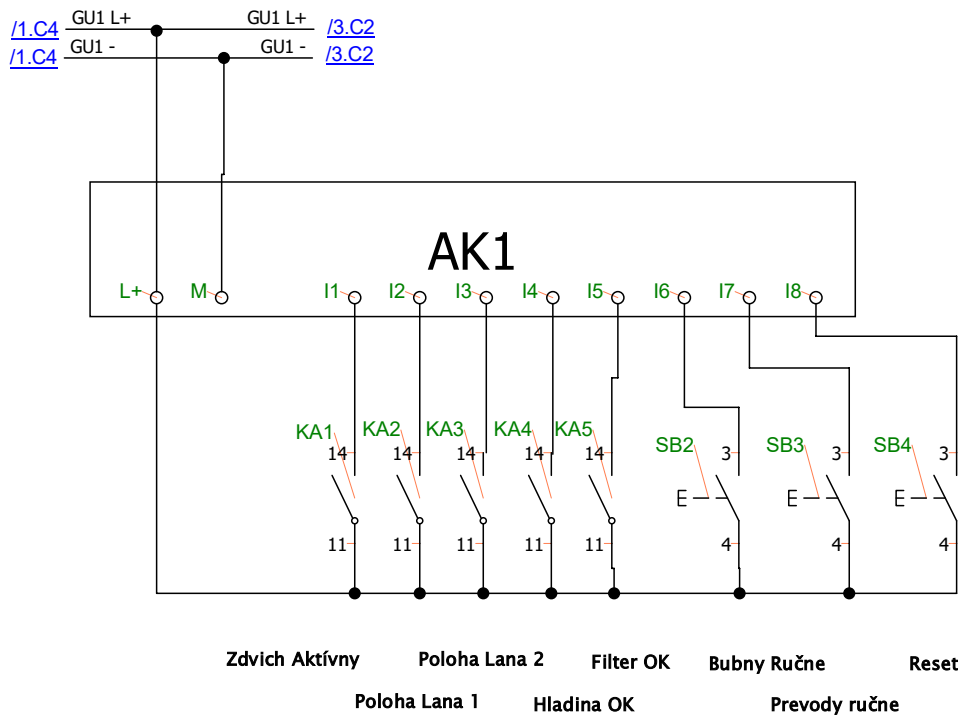 /1.C4 GU1 L+ GU1 L+ /3.C2
/1.C4 GU1 - GU1 - /3.C2
AK1
L+ M I1 I2 I3 I4 I5 I6 I7 I8
KA1 KA2 KA3 KA4 KA5 SB2 SB3 SB4
14 14 14 14 14 3 3 3
E E E
11 11 11 11 11 4 4 4
Zdvich Aktívny Poloha Lana 2 Filter OK Bubny Ručne Reset
Poloha Lana 1 Hladina OK Prevody ručne